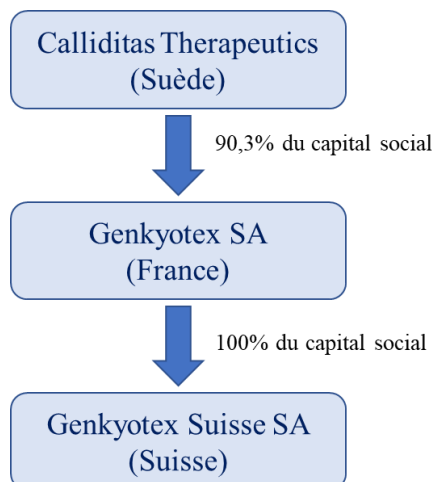 Calliditas Therapeutics
(Suède)
90,3% du capital social
Genkyotex SA
(France)
100% du capital social
Genkyotex Suisse SA
(Suisse)